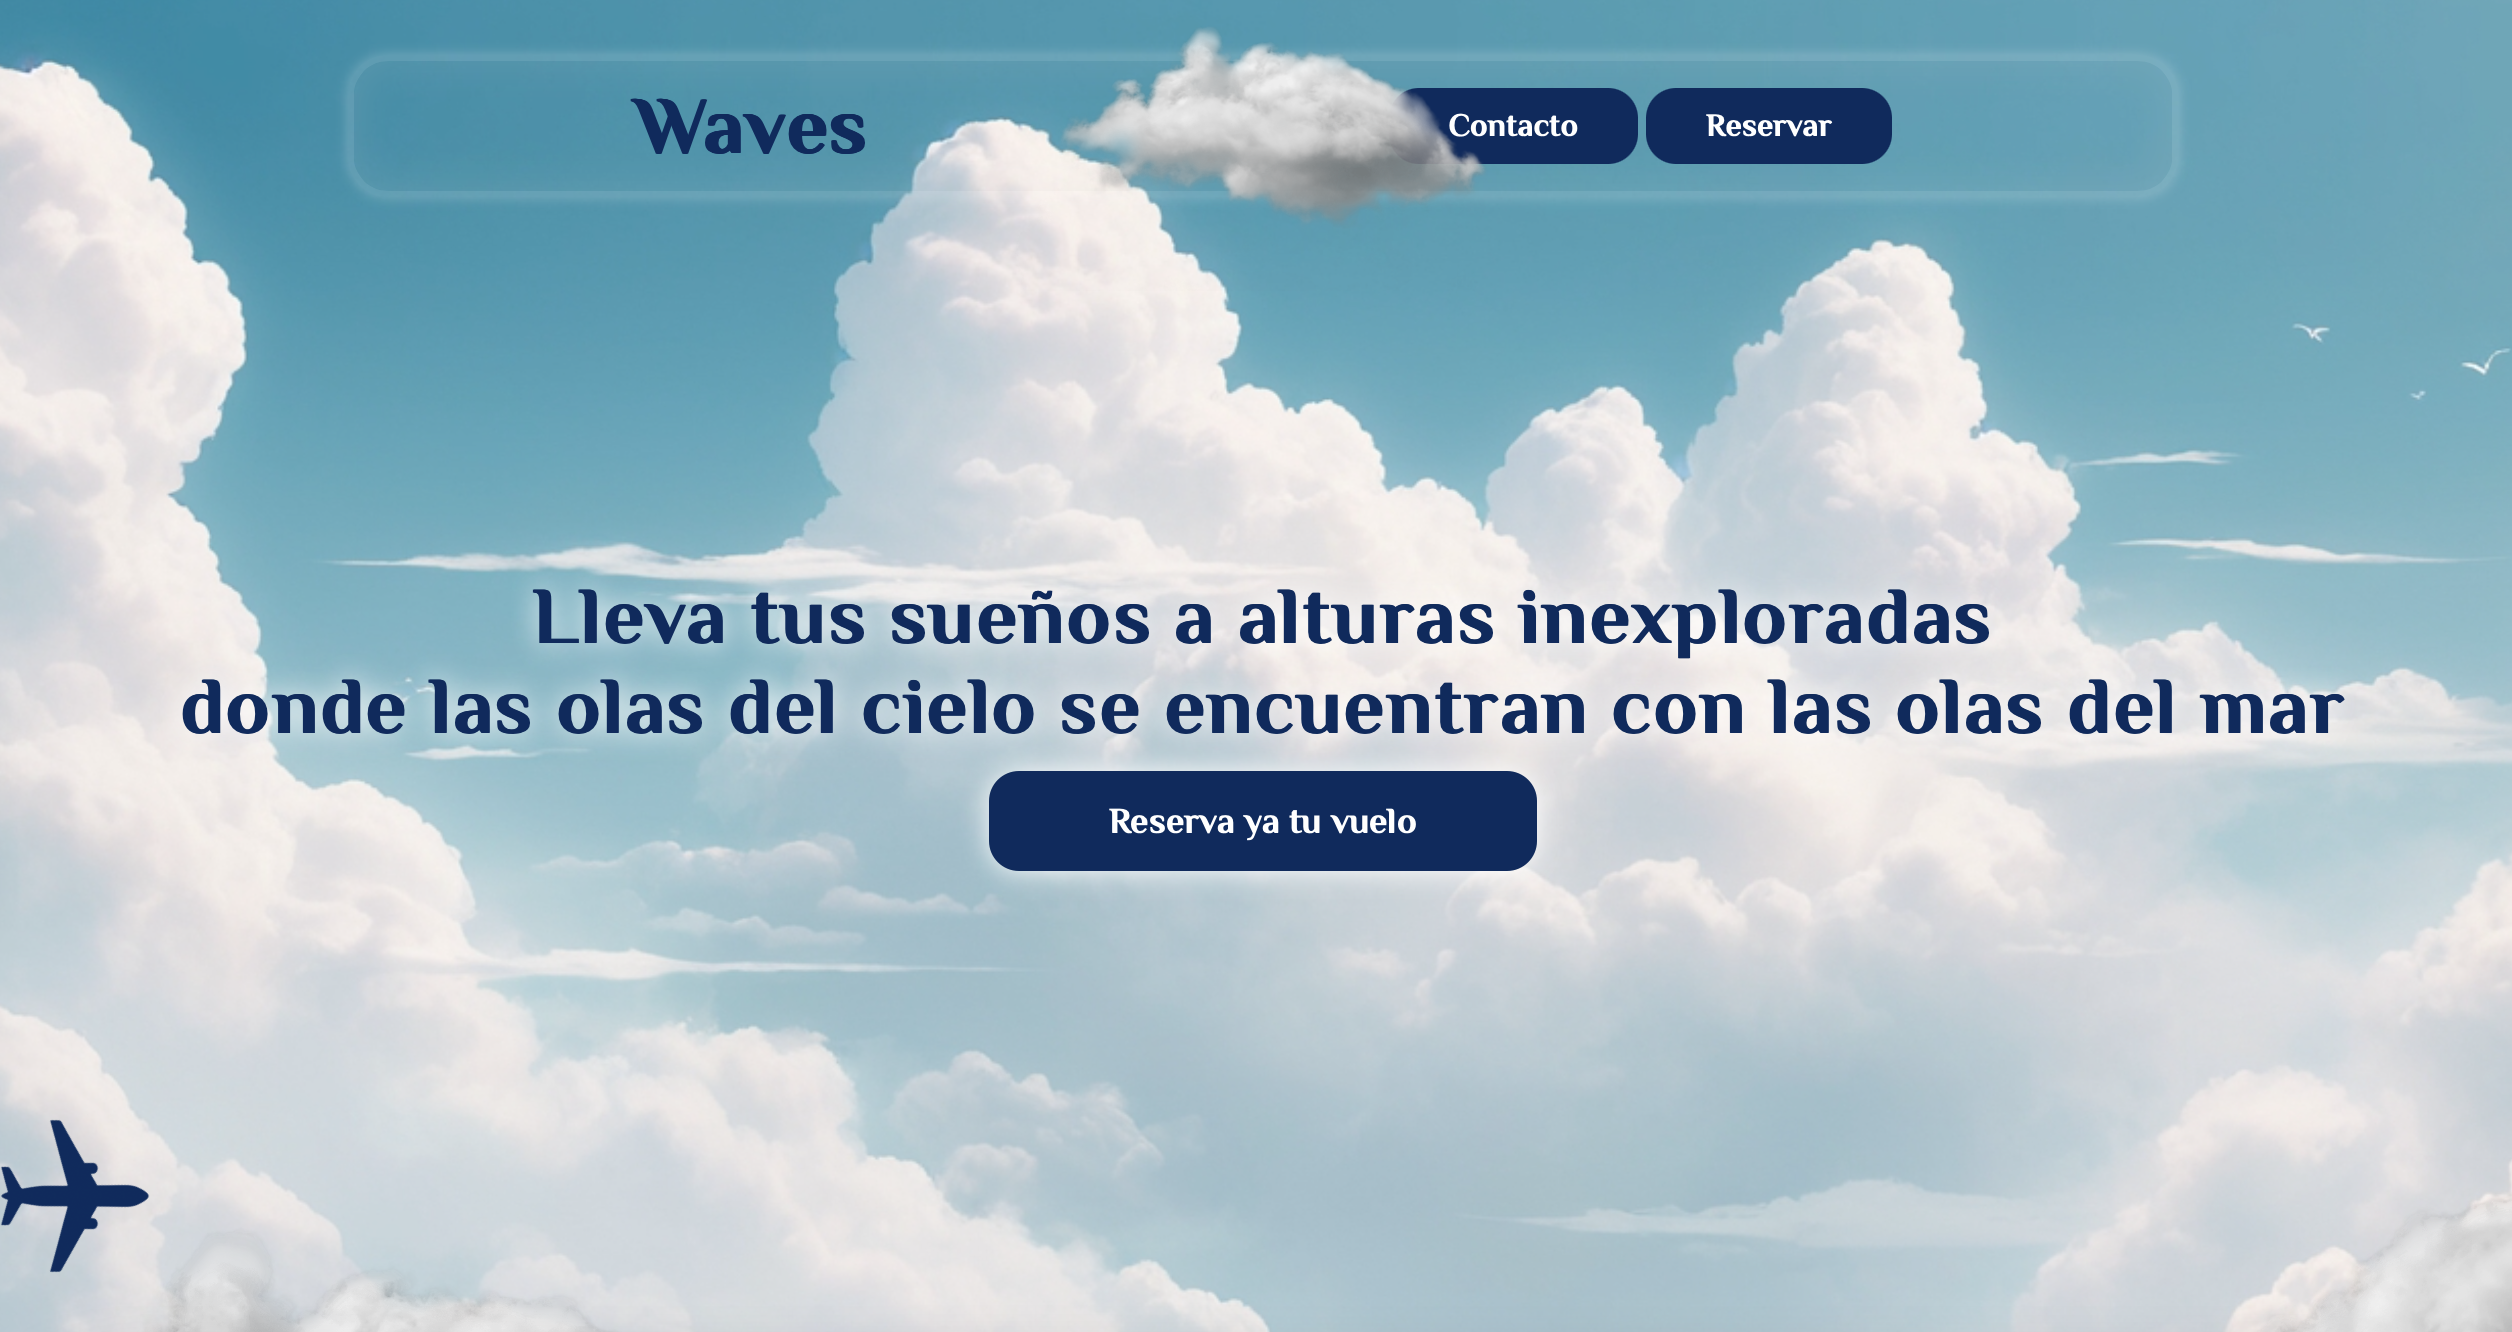 Waves
Contacto
Reservar
Lleva tus sueños a alturas inexploradas
donde las olas del cielo se encuentran con las olas del mar
Reserva ya tu vuelo